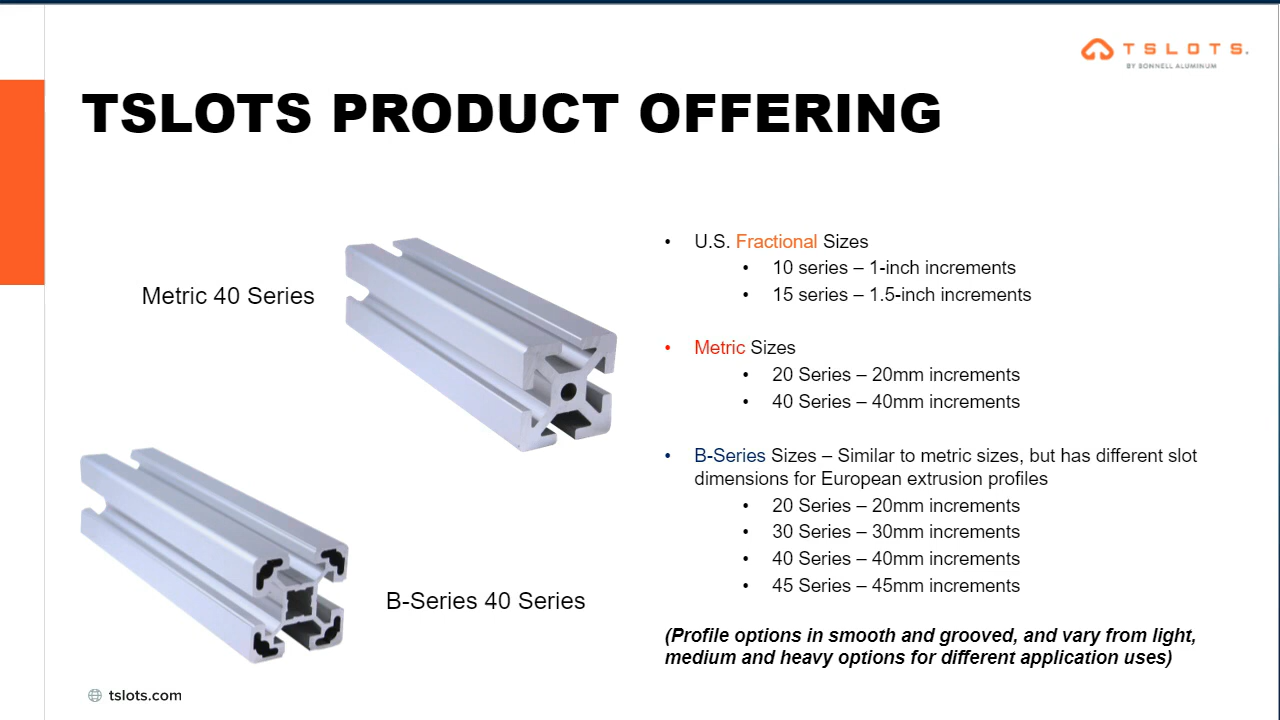 TSLOTS.
BY BONNELL ALUMINUM
TSLOTS PRODUCT OFFERING
Metric 40 Series
B-Series 40 Series
• U.S. Fractional Sizes
• 10 series – 1-inch increments
• 15 series – 1.5-inch increments
• Metric Sizes
• 20 Series – 20mm increments
• 40 Series – 40mm increments
• B-Series Sizes – Similar to metric sizes, but has different slot
dimensions for European extrusion profiles
• 20 Series – 20mm increments
• 30 Series – 30mm increments
• 40 Series – 40mm increments
• 45 Series – 45mm increments
(Profile options in smooth and grooved, and vary from light,
medium and heavy options for different application uses)
tslots.com